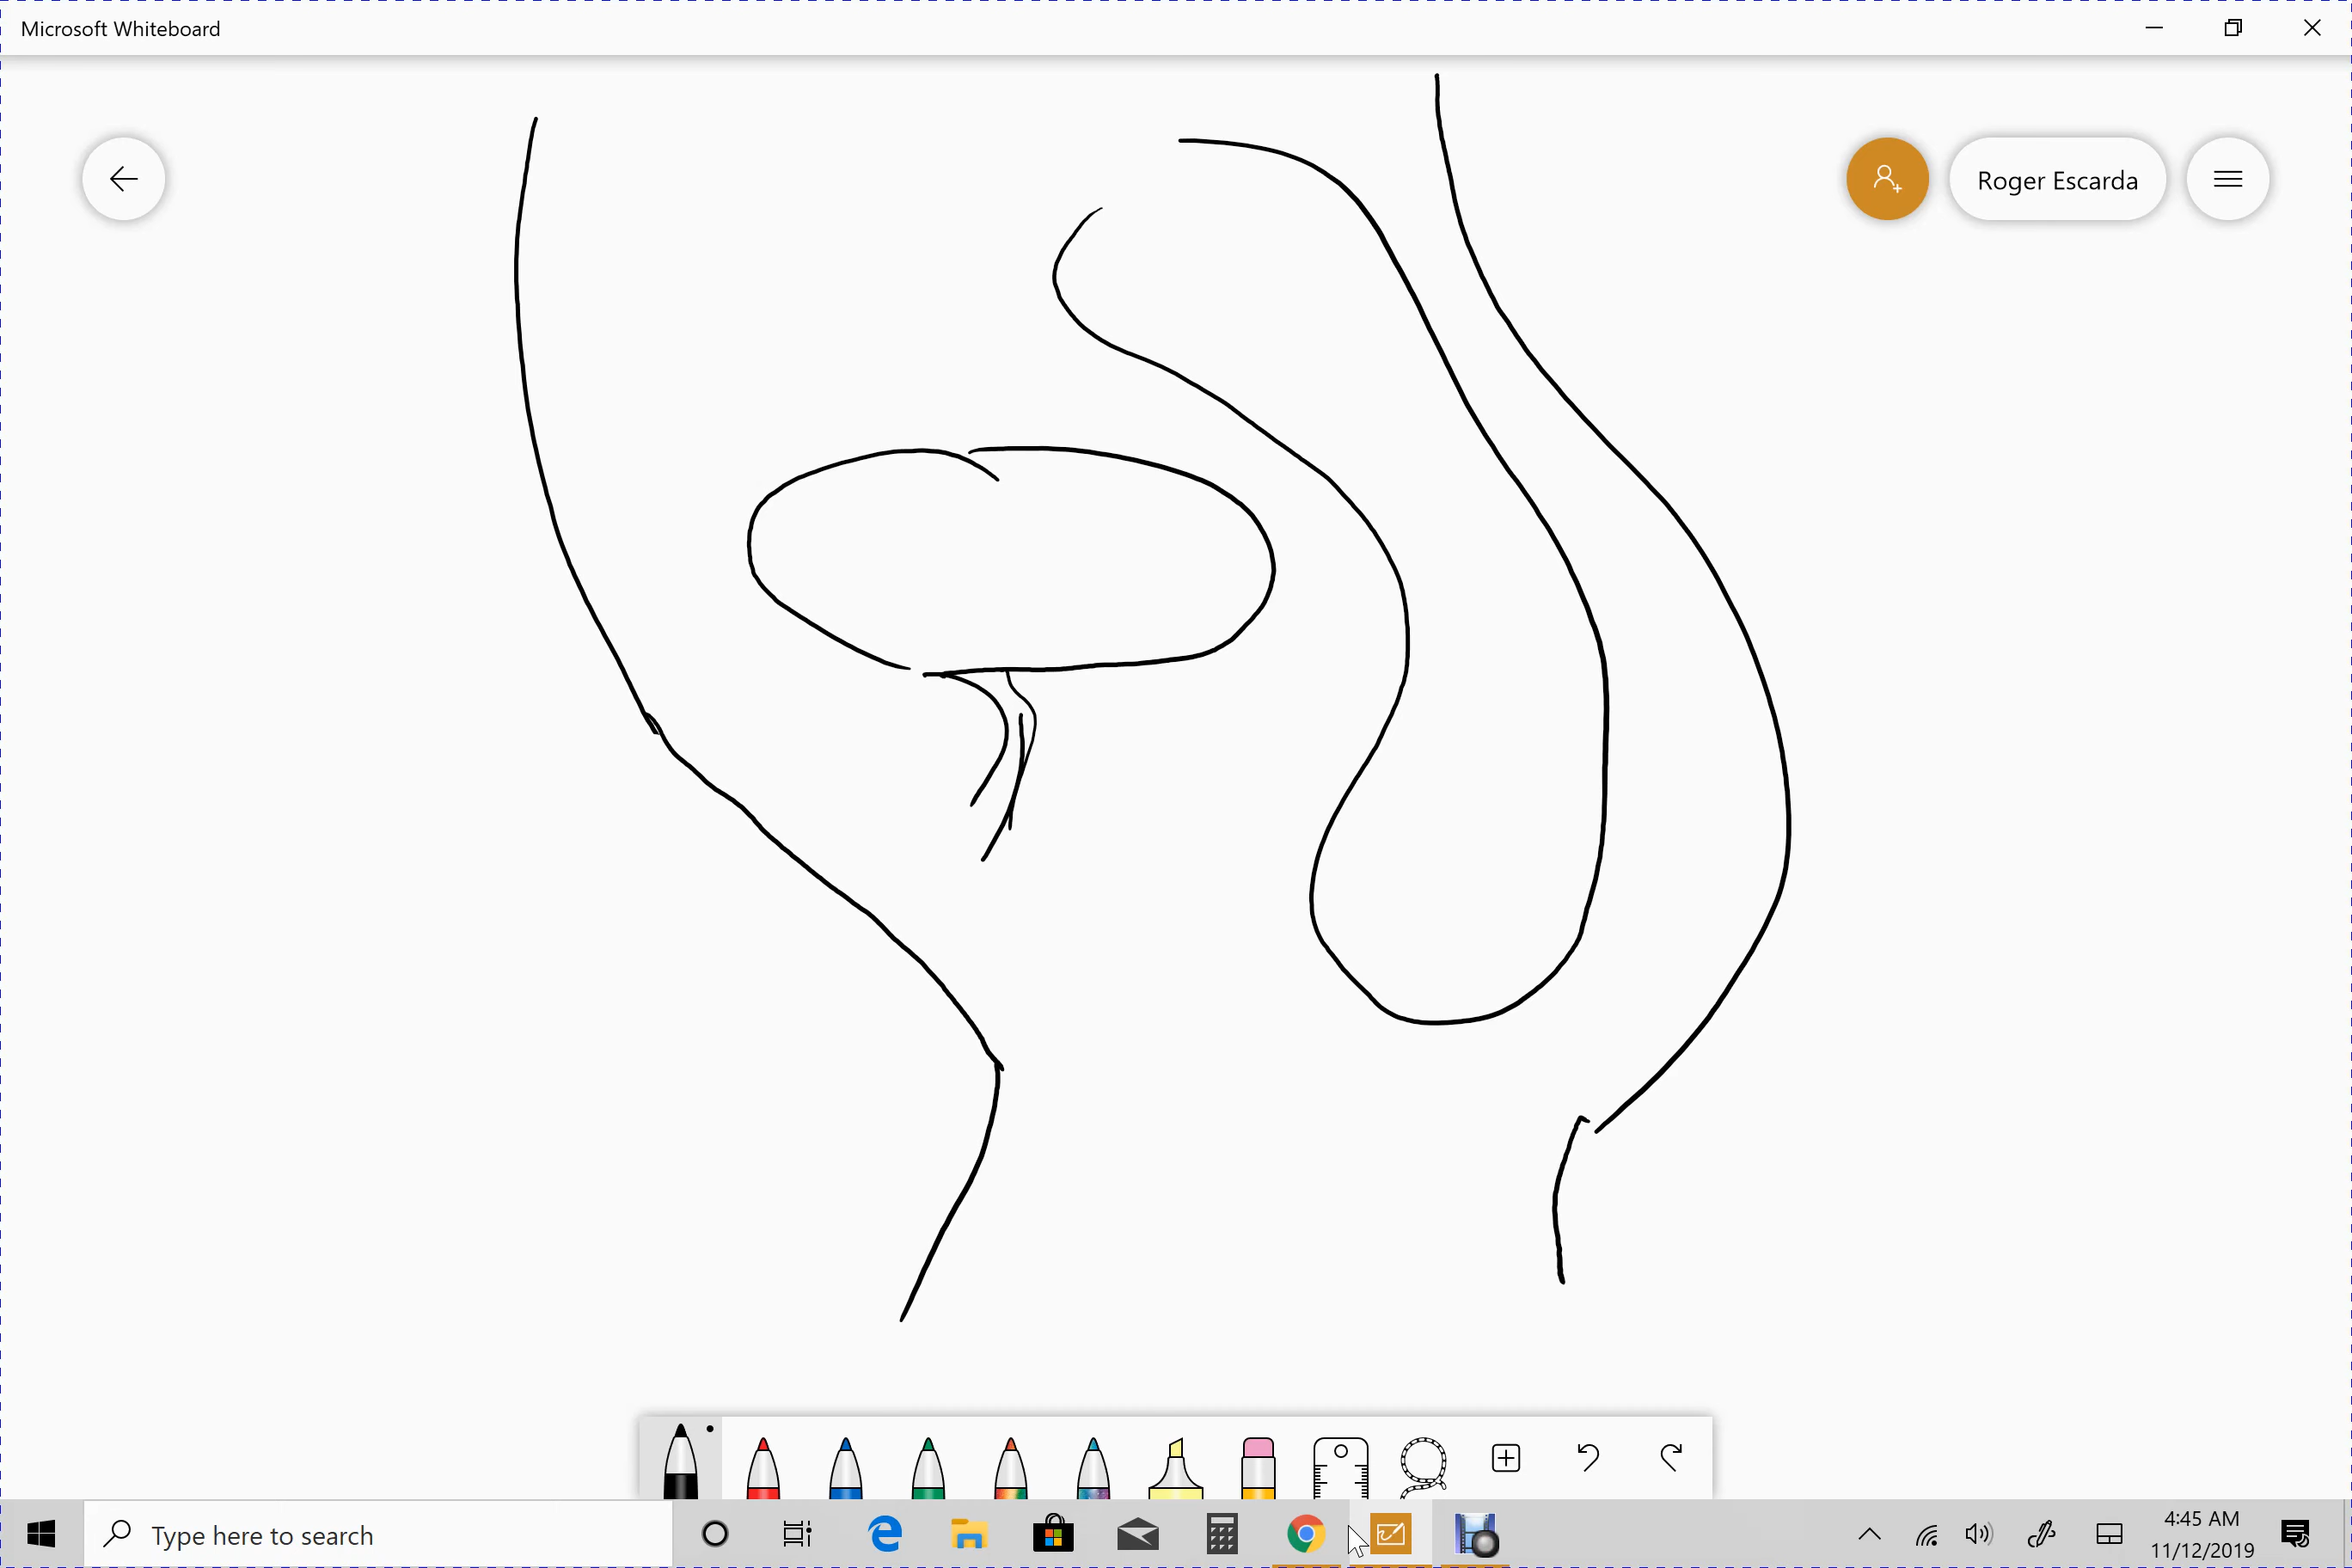 Microsoft Whiteboard
Roger Escarda
Type here to search
4:45 AM
11/12/2019